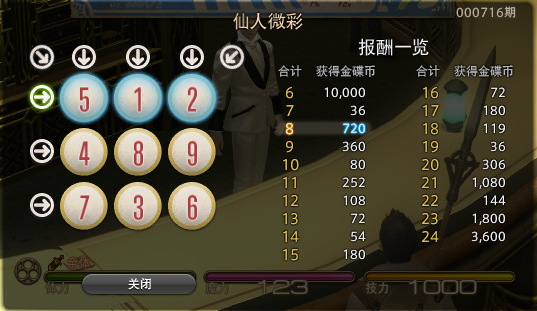 000716期
仙人微彩
报酬一览
合计 获得金碟币 合计 获得金碟币
6 10,000 16 72
7 36 17 180
8 720 18 119
9 360 19 36
10 80 20 306
11 252 21 1,080
12 108 22 144
13 72 23 1,800
14 54 24 3,600
15 180
5 1 2
4 8 9
7 3 6
关闭
体力 魔力 123 技力 1000